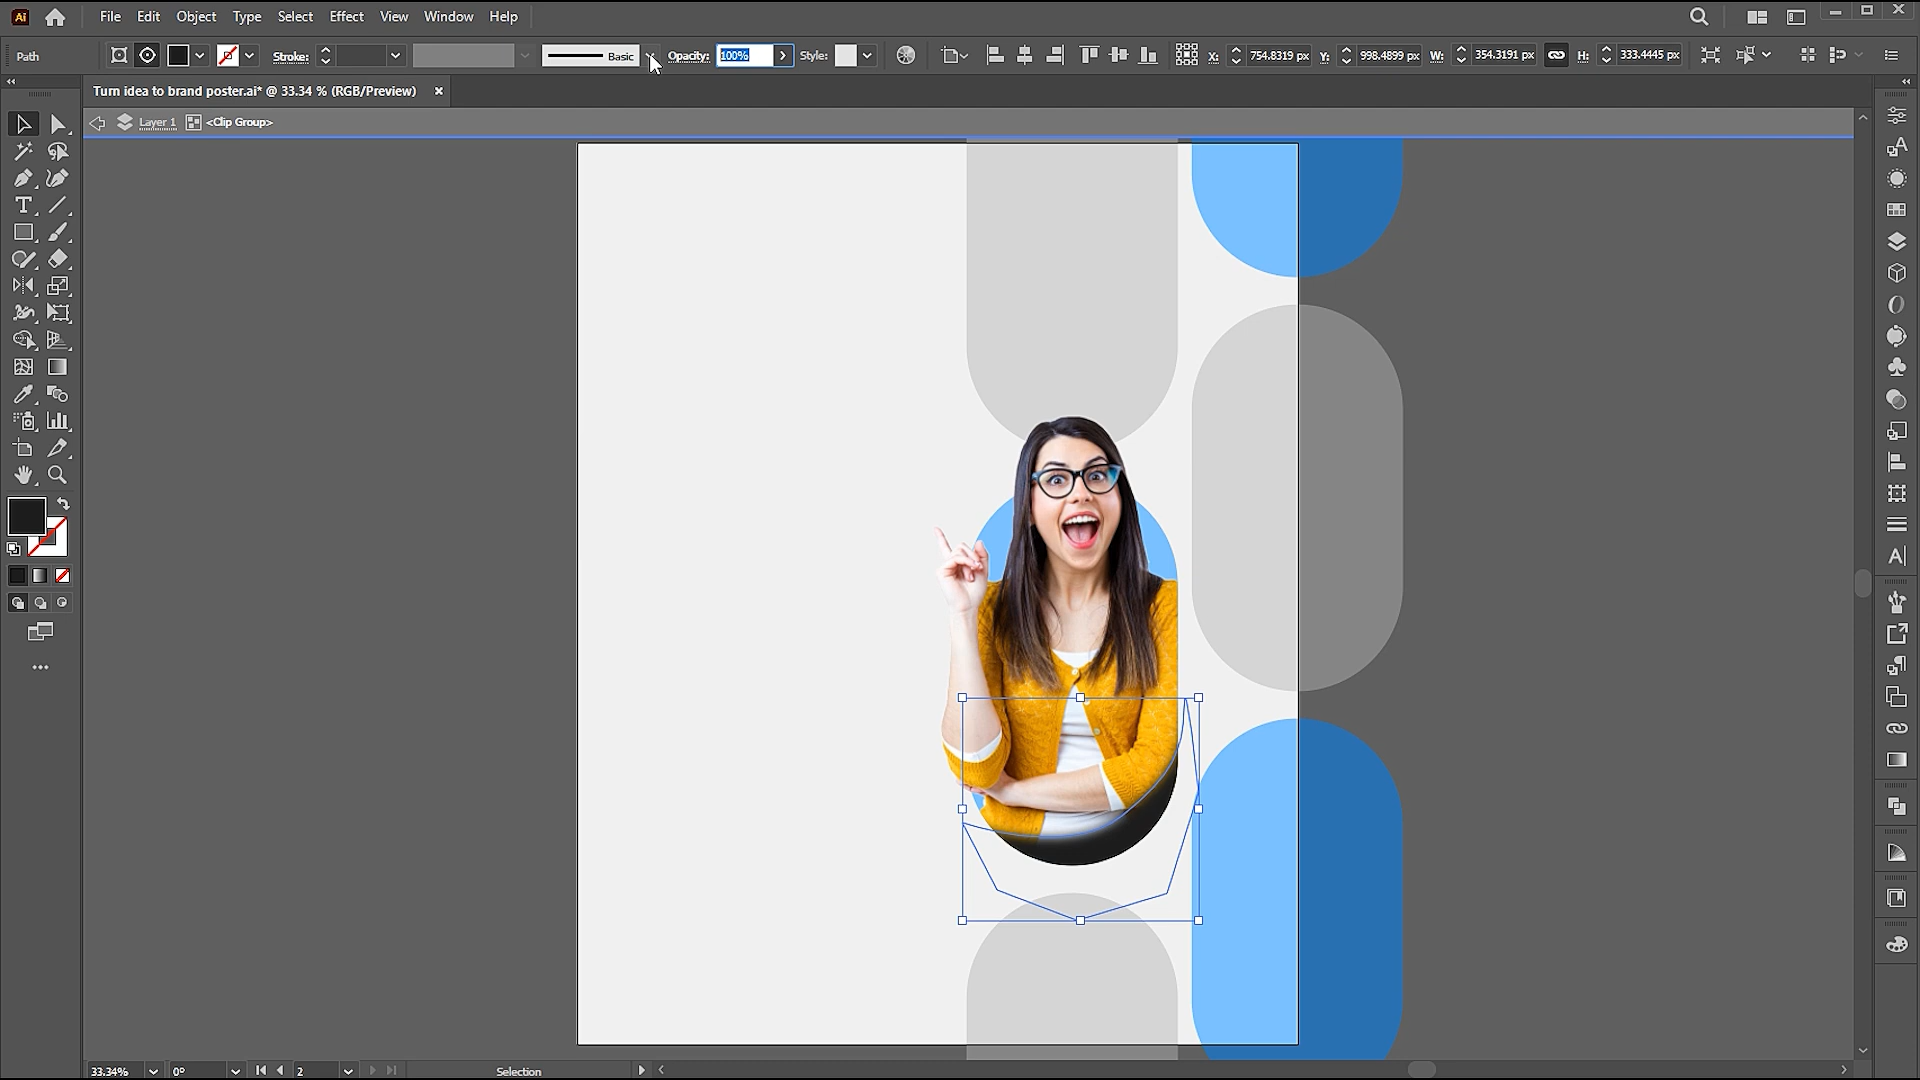 Ai File Edit Object Type Select Effect View Window Help
Path Stroke: Basic Opacity: 100% Style: X: 754.8319 px Y: 998.4899 px W: 354.3191 px H: 333.4445 px
Turn idea to brand poster.ai* @ 33.34 % (RGB/Preview) ×
Layer 1 <Clip Group>
33.34% 0° 2 Selection